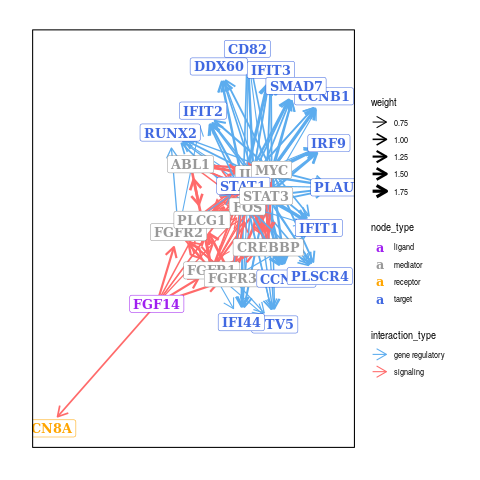 CD82
DDX60
IFIT3
SMAD7
CCNB1
IFIT2
RUNX2
IRF9
ABL1
MYC
STAT1
PLAU
STAT3
FOS
PLCG1
FGFR2
IFIT1
CREBBP
FGFR1
FGFR3
PLSCR4
FGF14
IFI44
TV5
CN8A
weight
0.75
1.00
1.25
1.50
1.75
node_type
a ligand
a mediator
a receptor
a target
interaction_type
gene regulatory
signaling